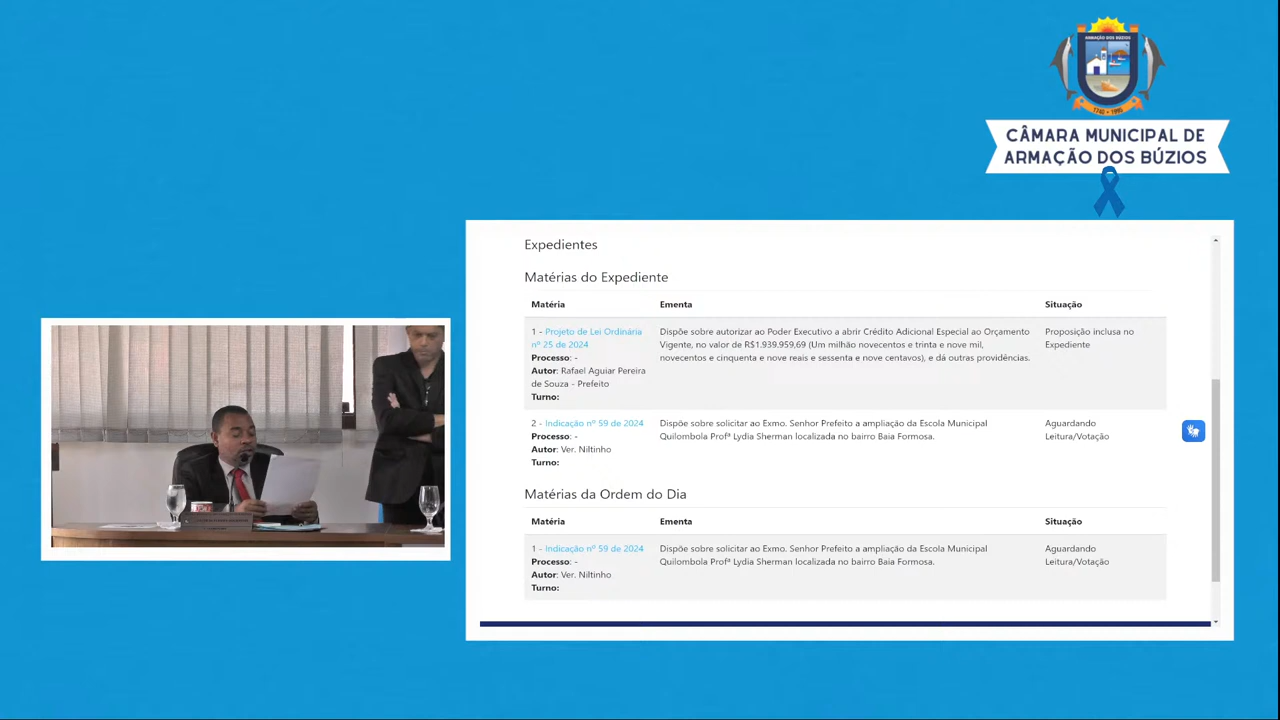 ARMAÇÃO DOS BÚZIOS
1740 • 1995
CÂMARA MUNICIPAL DE
ARMAÇÃO DOS BÚZIOS
Expedientes
Matérias do Expediente
Matéria Ementa Situação
1 - Projeto de Lei Ordinária
nº 25 de 2024
Processo: -
Autor: Rafael Aguiar Pereira
de Souza - Prefeito
Turno:
Dispõe sobre autorizar ao Poder Executivo a abrir Crédito Adicional Especial ao Orçamento
Vigente, no valor de R$1.939.959,69 (Um milhão novecentos e trinta e nove mil,
novecentos e cinquenta e nove reais e sessenta e nove centavos), e dá outras providências.
Proposição inclusa no
Expediente
2 - Indicação nº 59 de 2024
Processo: -
Autor: Ver. Niltinho
Turno:
Dispõe sobre solicitar ao Exmo. Senhor Prefeito a ampliação da Escola Municipal
Quilombola Profª Lydia Sherman localizada no bairro Baia Formosa.
Aguardando
Leitura/Votação
Matérias da Ordem do Dia
Matéria Ementa Situação
1 - Indicação nº 59 de 2024
Processo: -
Autor: Ver. Niltinho
Turno:
Dispõe sobre solicitar ao Exmo. Senhor Prefeito a ampliação da Escola Municipal
Quilombola Profª Lydia Sherman localizada no bairro Baia Formosa.
Aguardando
Leitura/Votação